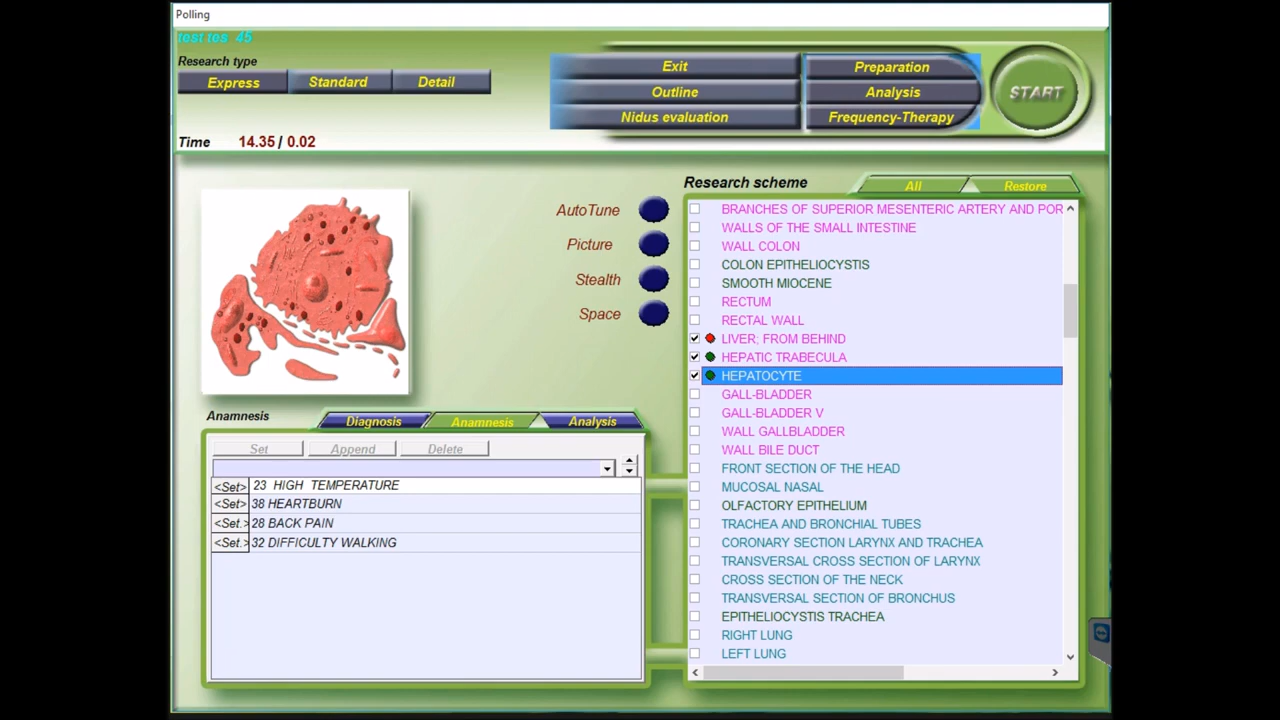 Polling
test tes 45
Research type
Express Standard Detail
Exit
Outline
Nidus evaluation
Preparation
Analysis
Frequency-Therapy
START
Time 14.35 / 0.02
AutoTune
Picture
Stealth
Space
Research scheme
All Restore
BRANCHES OF SUPERIOR MESENTERIC ARTERY AND POR
WALLS OF THE SMALL INTESTINE
WALL COLON
COLON EPITHELIOCYSTIS
SMOOTH MIOCENE
RECTUM
RECTAL WALL
LIVER; FROM BEHIND
HEPATIC TRABECULA
HEPATOCYTE
GALL-BLADDER
GALL-BLADDER V
WALL GALLBLADDER
WALL BILE DUCT
FRONT SECTION OF THE HEAD
MUCOSAL NASAL
OLFACTORY EPITHELIUM
TRACHEA AND BRONCHIAL TUBES
CORONARY SECTION LARYNX AND TRACHEA
TRANSVERSAL CROSS SECTION OF LARYNX
CROSS SECTION OF THE NECK
TRANSVERSAL SECTION OF BRONCHUS
EPITHELIOCYSTIS TRACHEA
RIGHT LUNG
LEFT LUNG
Anamnesis
Diagnosis Anamnesis Analysis
Set Append Delete
<Set> 23 HIGH TEMPERATURE
<Set> 38 HEARTBURN
<Set.> 28 BACK PAIN
<Set.> 32 DIFFICULTY WALKING